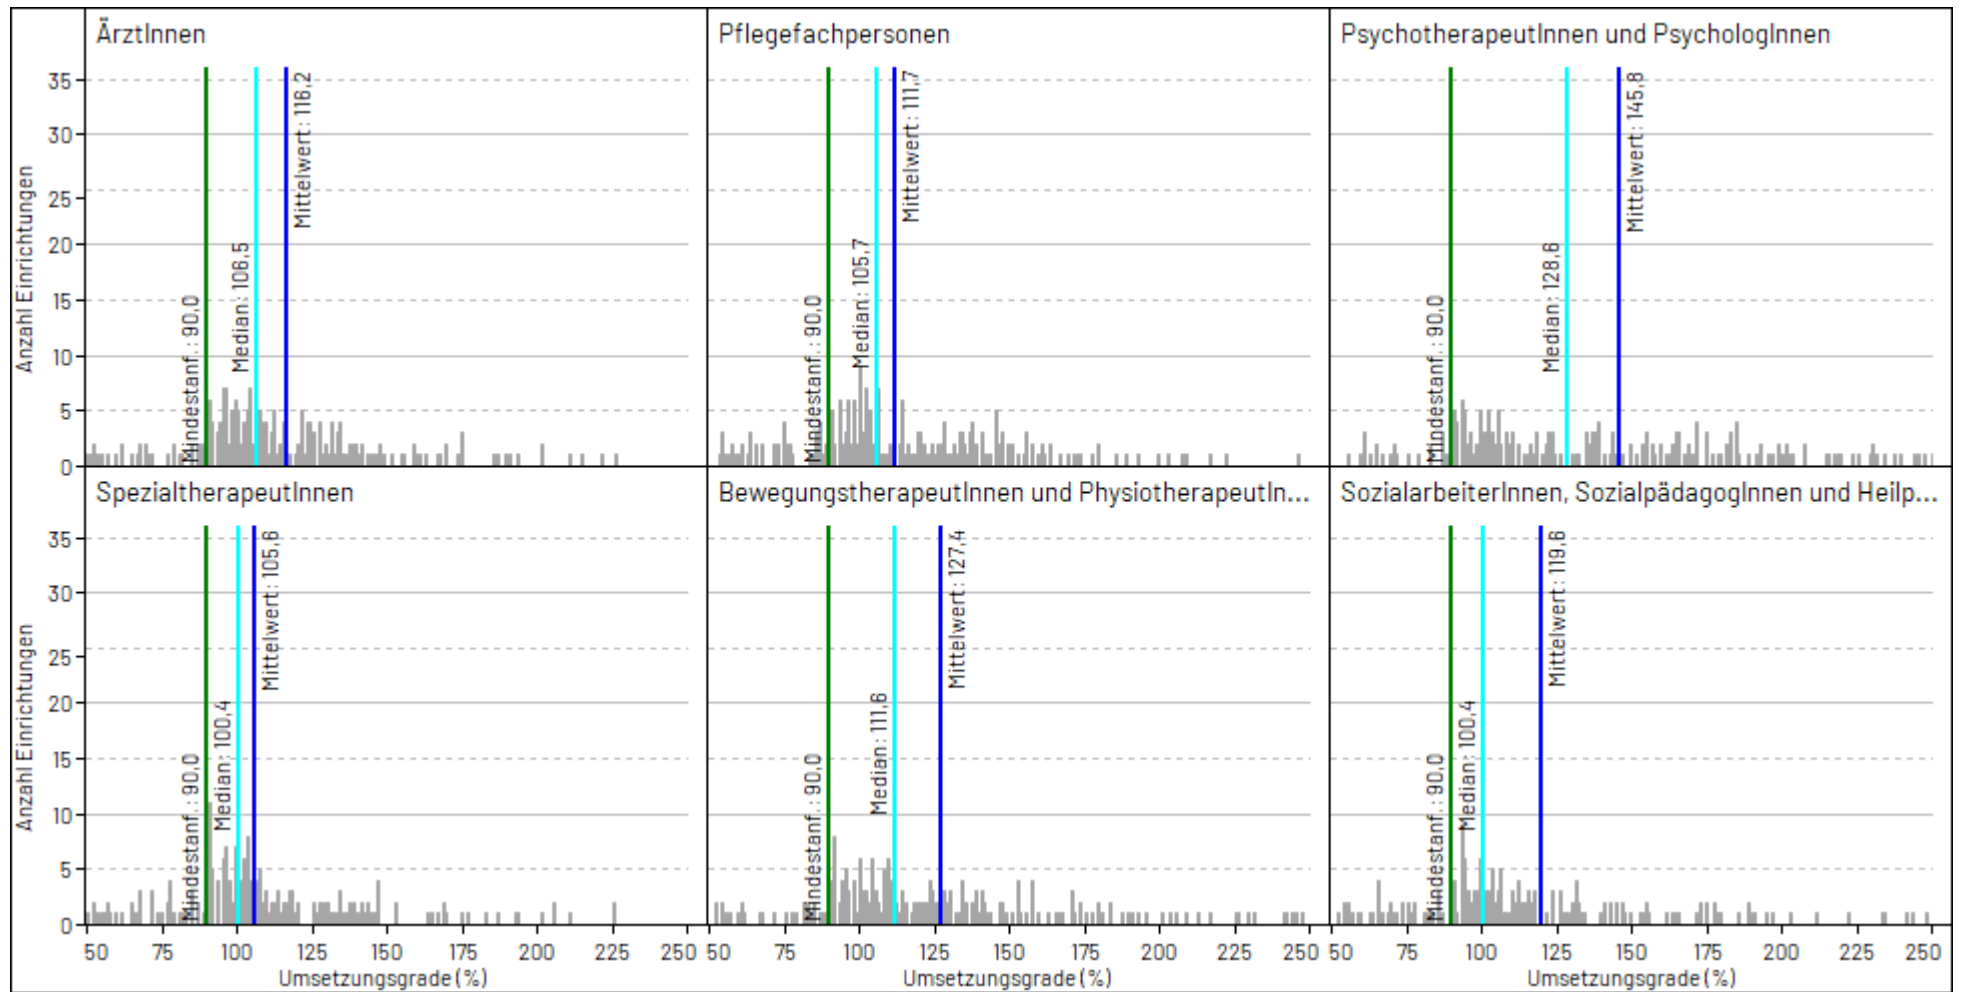 ÄrztInnen
Pflegefachpersonen
PsychotherapeutInnen und PsychologInnen
35
30
25
20
15
10
5
0
Anzahl Einrichtungen
Mindestanf.: 90,0
Median: 106,5
Mittelwert: 116,2
Mindestanf.: 90,0
Median: 105,7
Mittelwert: 111,7
Mindestanf.: 90,0
Median: 128,6
Mittelwert: 145,8
SpezialtherapeutInnen
BewegungstherapeutInnen und PhysiotherapeutIn...
SozialarbeiterInnen, SozialpädagogInnen und Heilp...
35
30
25
20
15
10
5
0
Anzahl Einrichtungen
Mindestanf.: 90,0
Median: 100,4
Mittelwert: 105,6
Mindestanf.: 90,0
Median: 111,6
Mittelwert: 127,4
Mindestanf.: 90,0
Median: 100,4
Mittelwert: 119,6
50 75 100 125 150 175 200 225 250
50 75 100 125 150 175 200 225 250
50 75 100 125 150 175 200 225 250
Umsetzungsgrade (%)
Umsetzungsgrade (%)
Umsetzungsgrade (%)